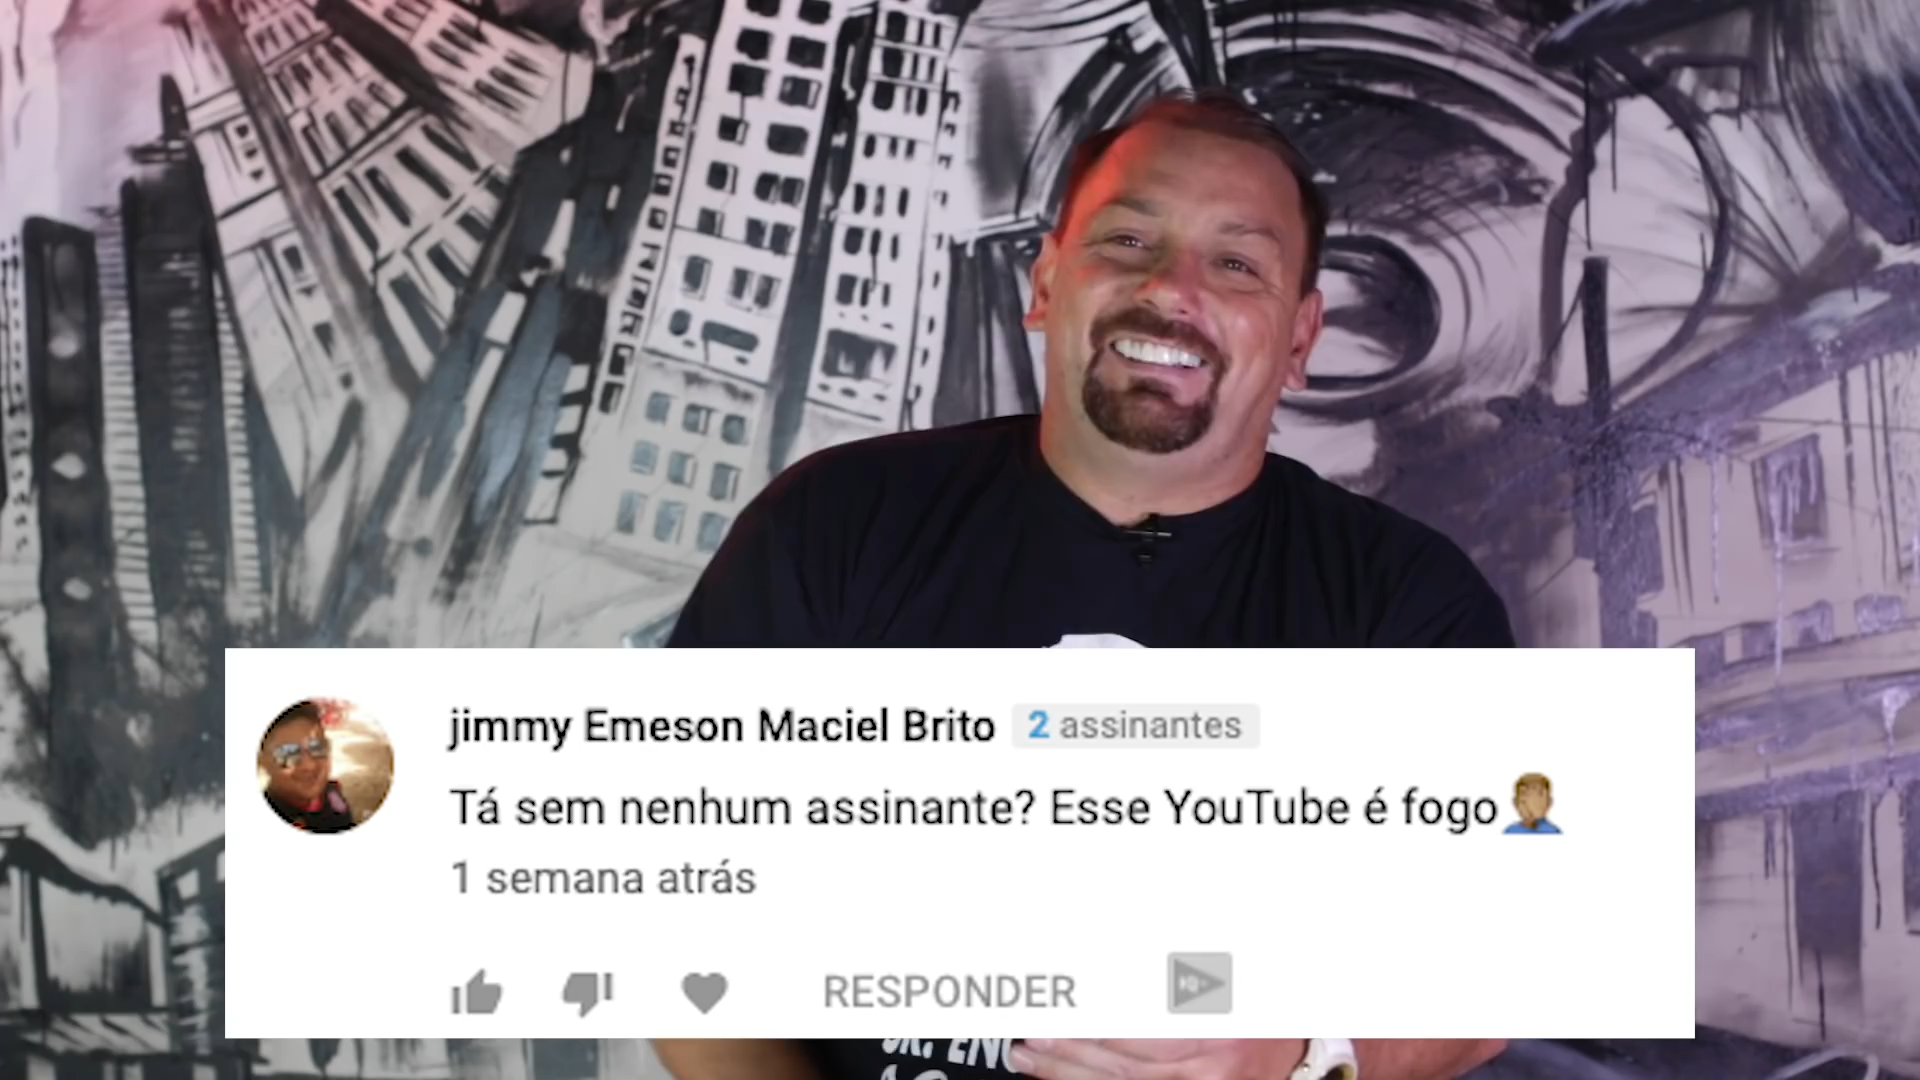 jimmy Emeson Maciel Brito 2 assinantes
Tá sem nenhum assinante? Esse YouTube é fogo🤦🏽‍♂️
1 semana atrás
RESPONDER